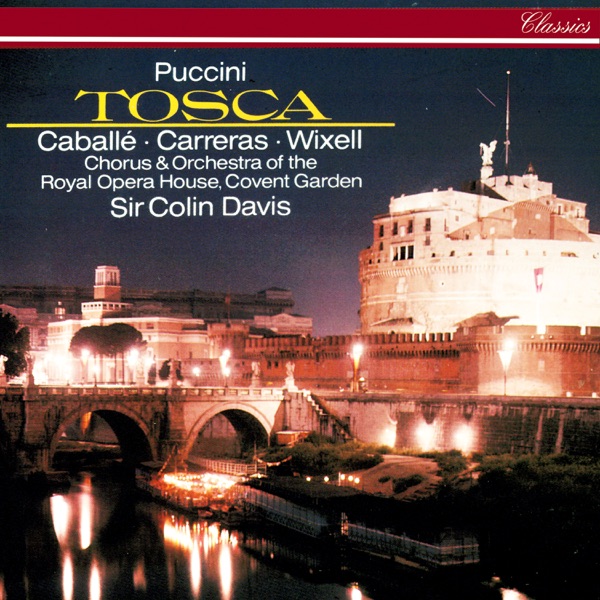 Classics
Puccini
TOSCA
Caballé · Carreras · Wixell
Chorus & Orchestra of the
Royal Opera House, Covent Garden
Sir Colin Davis